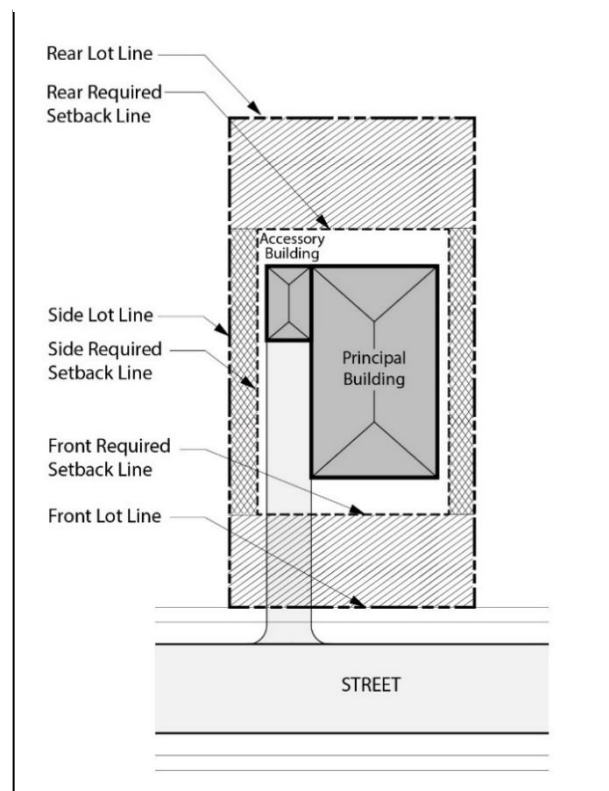 Rear Lot Line
Rear Required
Setback Line
Accessory
Building
Side Lot Line
Side Required
Setback Line
Principal
Building
Front Required
Setback Line
Front Lot Line
STREET